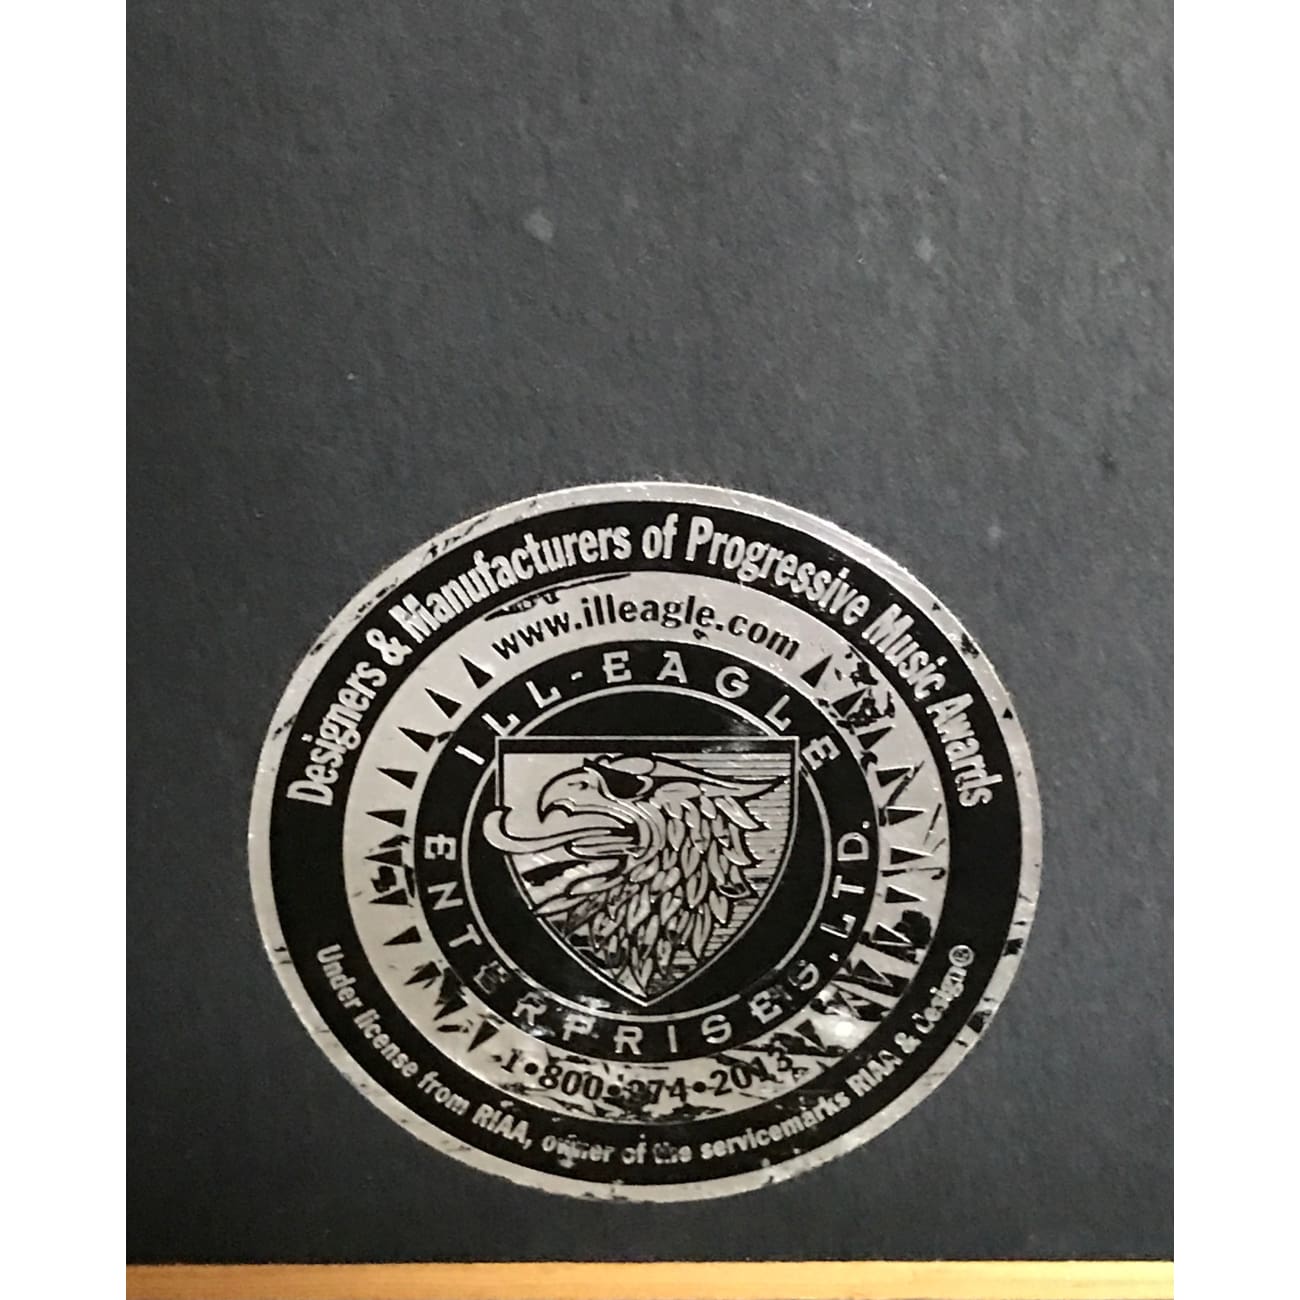 Designers & Manufacturers of Progressive Music Awards
www.illeagle.com
ILL-EAGLE
ENTERPRISES, LTD.
1•800•274•2013
Under license from RIAA, owner of the servicemarks RIAA & Design®